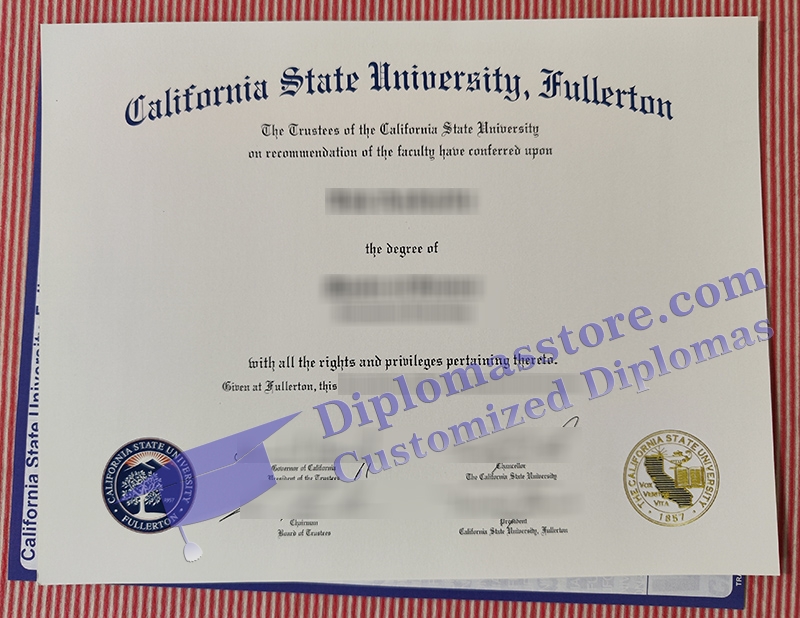 California State University, Fullerton
The Trustees of the California State University
on recommendation of the faculty have conferred upon
the degree of
with all the rights and privileges pertaining thereto.
Given at Fullerton, this
Diplomasstore.com
Customized Diplomas
Governor of California
President of the Trustees
Chancellor
The California State University
Chairman
Board of Trustees
President
California State University, Fullerton
CALIFORNIA STATE UNIVERSITY
1957
• FULLERTON •
THE CALIFORNIA STATE UNIVERSITY
VOX
VERITAS
VITA
• 1857 •
California State University,
TRA